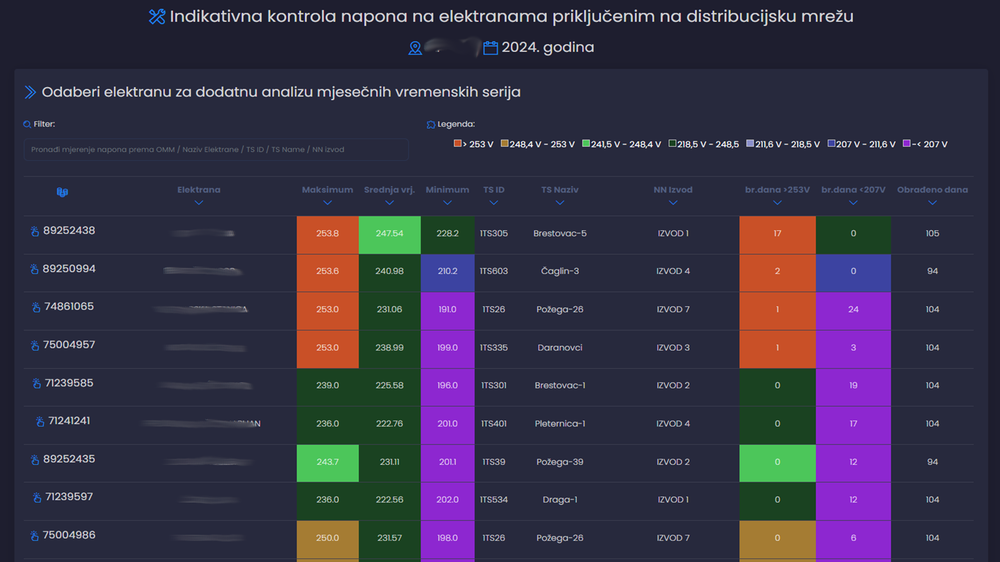 Indikativna kontrola napona na elektranama priključenim na distribucijsku mrežu
2024. godina
Odaberi elektranu za dodatnu analizu mjesečnih vremenskih serija
Filter:
Pronađi mjerenje napona prema OMM / Naziv Elektrane / TS ID / TS Name / NN izvod
Legenda:
> 253 V 248,4 V - 253 V 241,5 V - 248,4 V 218,5 V - 248,5 211,6 V - 218,5 V 207 V - 211,6 V -< 207 V
Elektrana Maksimum Srednja vrj. Minimum TS ID TS Naziv NN Izvod br.dana >253V br.dana <207V Obrađeno dana
89252438 253.8 247.54 228.2 1TS305 Brestovac-5 IZVOD 1 17 0 105
89250994 253.6 240.98 210.2 1TS603 Čaglin-3 IZVOD 4 2 0 94
74861065 253.0 231.06 191.0 1TS26 Požega-26 IZVOD 7 1 24 104
75004957 253.0 238.99 199.0 1TS335 Daranovci IZVOD 3 1 3 104
71239585 239.0 225.58 196.0 1TS301 Brestovac-1 IZVOD 2 0 19 104
71241241 236.0 222.76 201.0 1TS401 Pleternica-1 IZVOD 4 0 17 104
89252435 243.7 231.11 201.1 1TS39 Požega-39 IZVOD 2 0 12 94
71239597 236.0 222.56 202.0 1TS534 Draga-1 IZVOD 1 0 12 104
75004986 250.0 231.57 198.0 1TS26 Požega-26 IZVOD 7 0 6 104